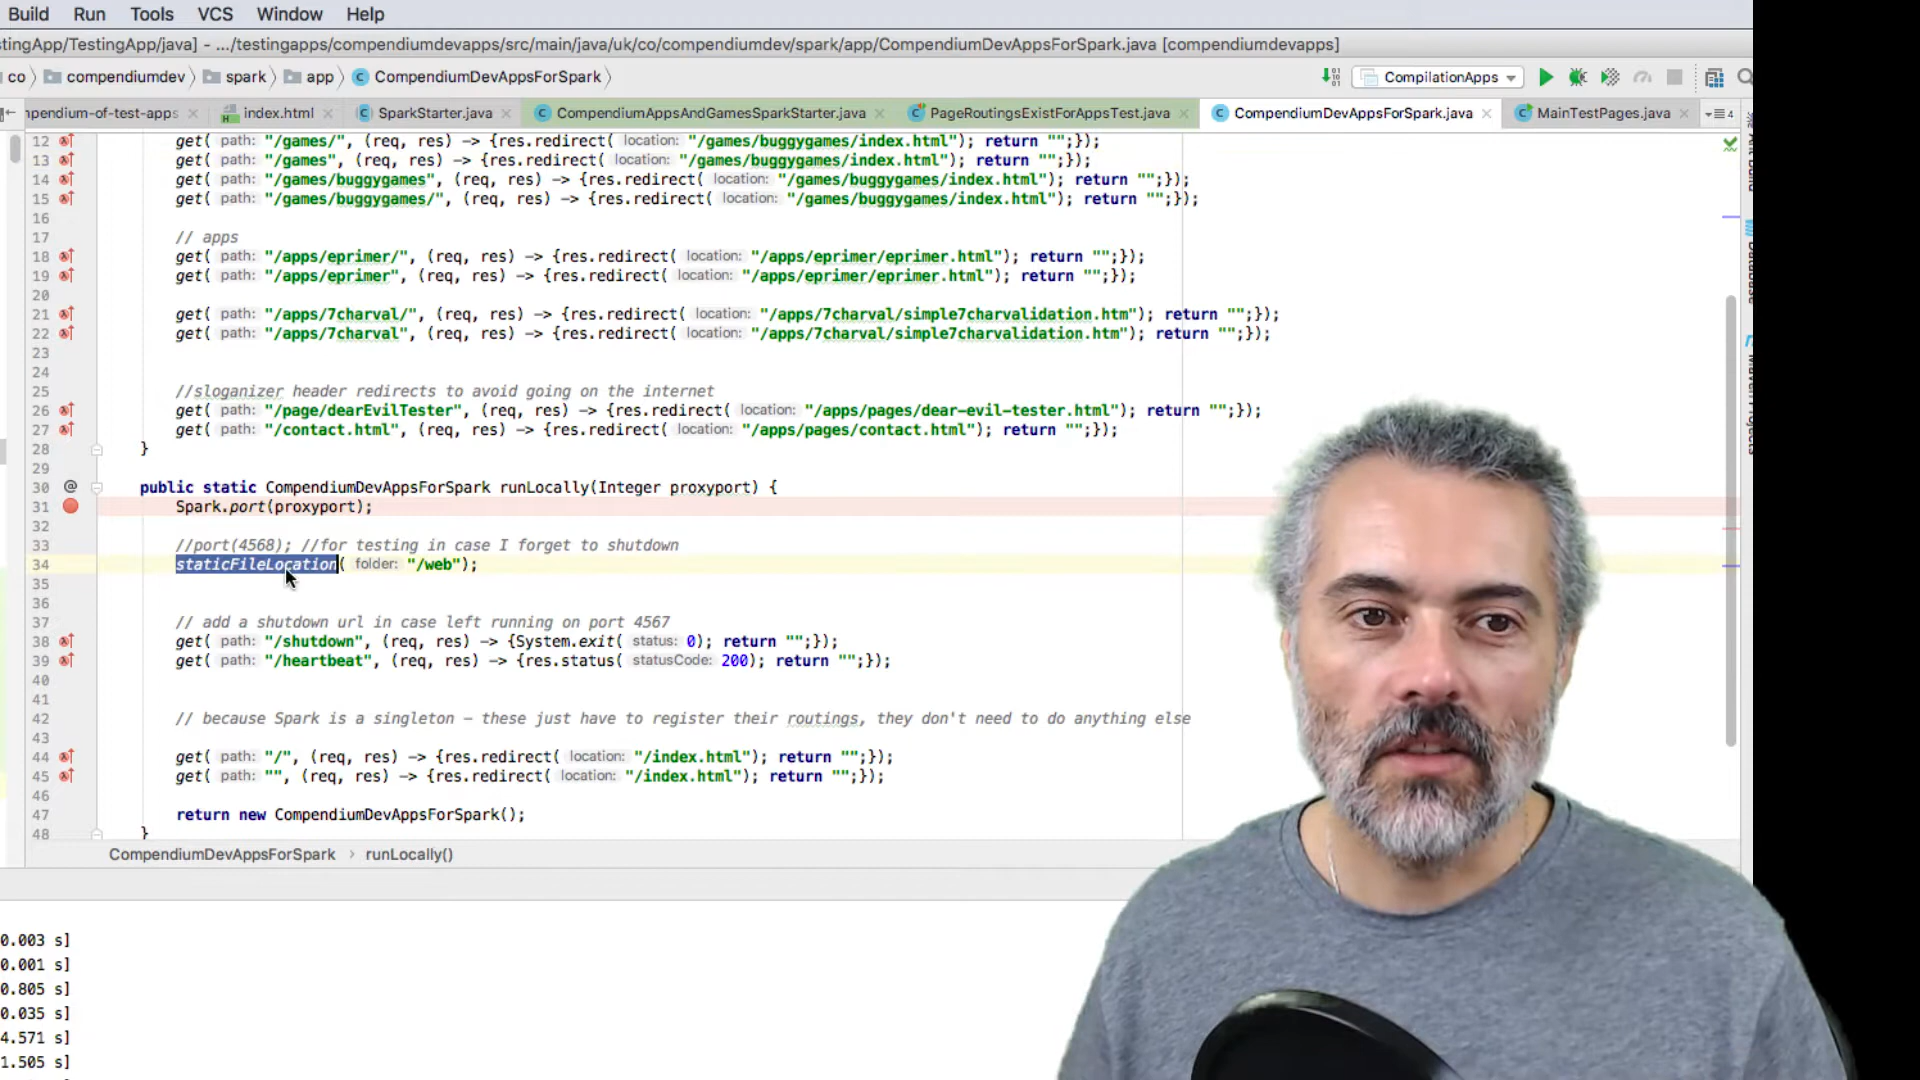 Build Run Tools VCS Window Help
tingApp/TestingApp/java] - .../testingapps/compendiumdevapps/src/main/java/uk/co/compendiumdev/spark/app/CompendiumDevAppsForSpark.java [compendiumdevapps]
co compendiumdev spark app CompendiumDevAppsForSpark CompilationApps
npendium-of-test-apps index.html SparkStarter.java CompendiumAppsAndGamesSparkStarter.java PageRoutingsExistForAppsTest.java CompendiumDevAppsForSpark.java MainTestPages.java 4
12 get( path: "/games/", (req, res) -> {res.redirect( location: "/games/buggygames/index.html"); return "";});
13 get( path: "/games", (req, res) -> {res.redirect( location: "/games/buggygames/index.html"); return "";});
14 get( path: "/games/buggygames", (req, res) -> {res.redirect( location: "/games/buggygames/index.html"); return "";});
15 get( path: "/games/buggygames/", (req, res) -> {res.redirect( location: "/games/buggygames/index.html"); return "";});
16
17 // apps
18 get( path: "/apps/eprimer/", (req, res) -> {res.redirect( location: "/apps/eprimer/eprimer.html"); return "";});
19 get( path: "/apps/eprimer", (req, res) -> {res.redirect( location: "/apps/eprimer/eprimer.html"); return "";});
20
21 get( path: "/apps/7charval/", (req, res) -> {res.redirect( location: "/apps/7charval/simple7charvalidation.htm"); return "";});
22 get( path: "/apps/7charval", (req, res) -> {res.redirect( location: "/apps/7charval/simple7charvalidation.htm"); return "";});
23
24
25 //sloganizer header redirects to avoid going on the internet
26 get( path: "/page/dearEvilTester", (req, res) -> {res.redirect( location: "/apps/pages/dear-evil-tester.html"); return "";});
27 get( path: "/contact.html", (req, res) -> {res.redirect( location: "/apps/pages/contact.html"); return "";});
28 }
29
30 @ public static CompendiumDevAppsForSpark runLocally(Integer proxyport) {
31 Spark.port(proxyport);
32
33 //port(4568); //for testing in case I forget to shutdown
34 staticFileLocation( folder: "/web");
35
36
37 // add a shutdown url in case left running on port 4567
38 get( path: "/shutdown", (req, res) -> {System.exit( status: 0); return "";});
39 get( path: "/heartbeat", (req, res) -> {res.status( statusCode: 200); return "";});
40
41
42 // because Spark is a singleton – these just have to register their routings, they don't need to do anything else
43
44 get( path: "/", (req, res) -> {res.redirect( location: "/index.html"); return "";});
45 get( path: "", (req, res) -> {res.redirect( location: "/index.html"); return "";});
46
47 return new CompendiumDevAppsForSpark();
48 }
CompendiumDevAppsForSpark › runLocally()
0.003 s]
0.001 s]
0.805 s]
0.035 s]
4.571 s]
1.505 s]